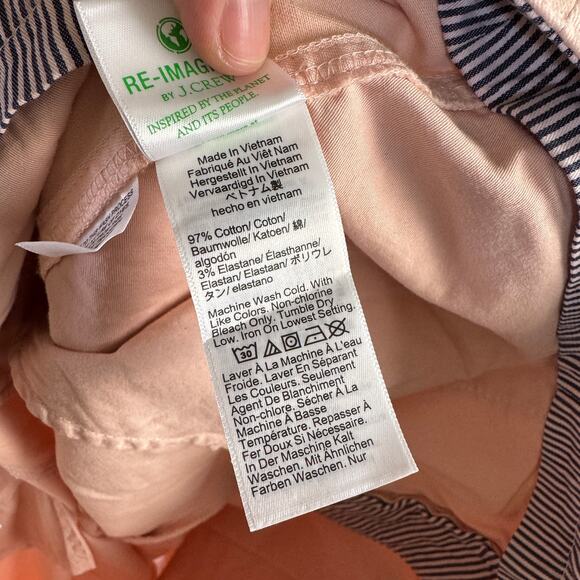 RE-IMAG
BY J.CREW
INSPIRED BY THE PLANET
AND ITS PEOPLE.
Made In Vietnam
Fabriqué Au Việt Nam
Hergestellt In Vietnam
Vervaardigd In Vietnam
ベトナム製
hecho en vietnam
97% Cotton/ Coton/
Baumwolle/ Katoen/ 綿/
algodón
3% Elastane/ Élasthanne/
Elastan/ Elastaan/ ポリウレ
タン/ elastano
Machine Wash Cold. With
Like Colors. Non-chlorine
Bleach Only. Tumble Dry
Low. Iron On Lowest Setting.
30
Laver À La Machine À L'eau
Froide. Laver En Séparant
Les Couleurs. Seulement
Agent De Blanchiment
Non-chlore. Sécher À La
Machine À Basse
Température. Repasser À
Fer Doux Si Nécessaire.
In Der Maschine Kalt
Waschen. Mit Ähnlichen
Farben Waschen. Nur